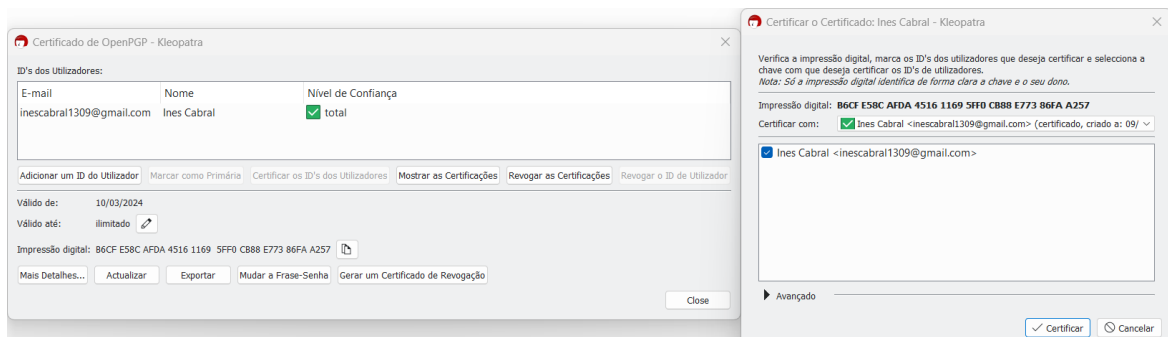 Certificado de OpenPGP - Kleopatra
ID's dos Utilizadores:
E-mail Nome Nível de Confiança
inescabral1309@gmail.com Ines Cabral total
Adicionar um ID do Utilizador Marcar como Primária Certificar os ID's dos Utilizadores Mostrar as Certificações Revogar as Certificações Revogar o ID de Utilizador
Válido de: 10/03/2024
Válido até: ilimitado
Impressão digital: B6CF E58C AFDA 4516 1169 5FF0 CB88 E773 86FA A257
Mais Detalhes... Actualizar Exportar Mudar a Frase-Senha Gerar um Certificado de Revogação
Close
Certificar o Certificado: Ines Cabral - Kleopatra
Verifica a impressão digital, marca os ID's dos utilizadores que deseja certificar e selecciona a
chave com que deseja certificar os ID's de utilizadores.
Nota: Só a impressão digital identifica de forma clara a chave e o seu dono.
Impressão digital: B6CF E58C AFDA 4516 1169 5FF0 CB88 E773 86FA A257
Certificar com: Ines Cabral <inescabral1309@gmail.com> (certificado, criado a: 09/
Ines Cabral <inescabral1309@gmail.com>
Avançado
Certificar Cancelar